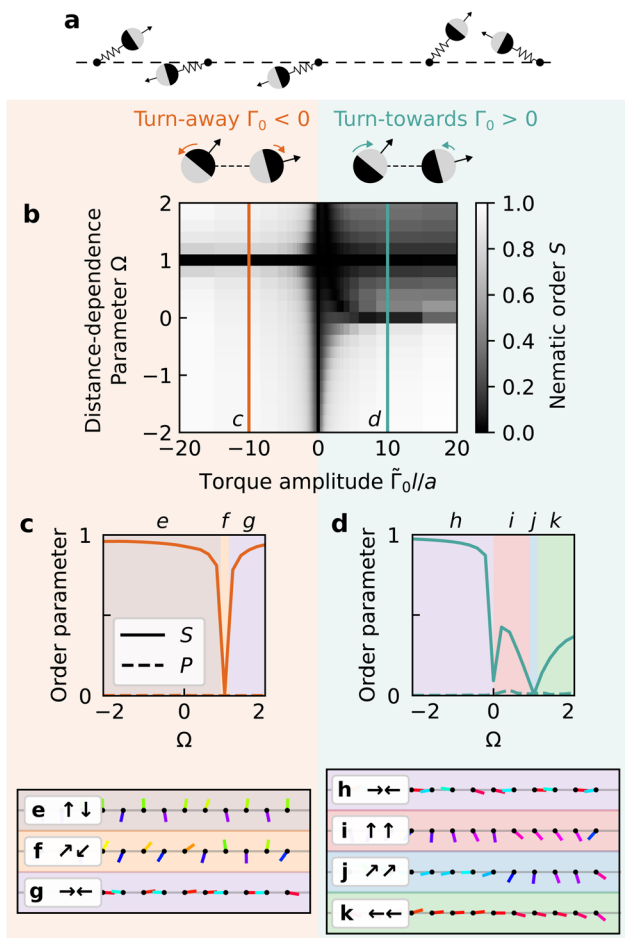 a
Turn-away Γ₀ < 0
Turn-towards Γ₀ > 0
b
Distance-dependence
Parameter Ω
2
1
0
−1
−2
c
d
−20
−10
0
10
20
Torque amplitude Γ̃₀l/a
1.0
0.8
0.6
0.4
0.2
0.0
Nematic order S
c
e
f
g
Order parameter
1
0
S
P
−2
0
2
Ω
d
h
i
j
k
Order parameter
1
0
−2
0
2
Ω
e ↑↓
f ↗↙
g →←
h →←
i ↑↑
j ↗↗
k ←←